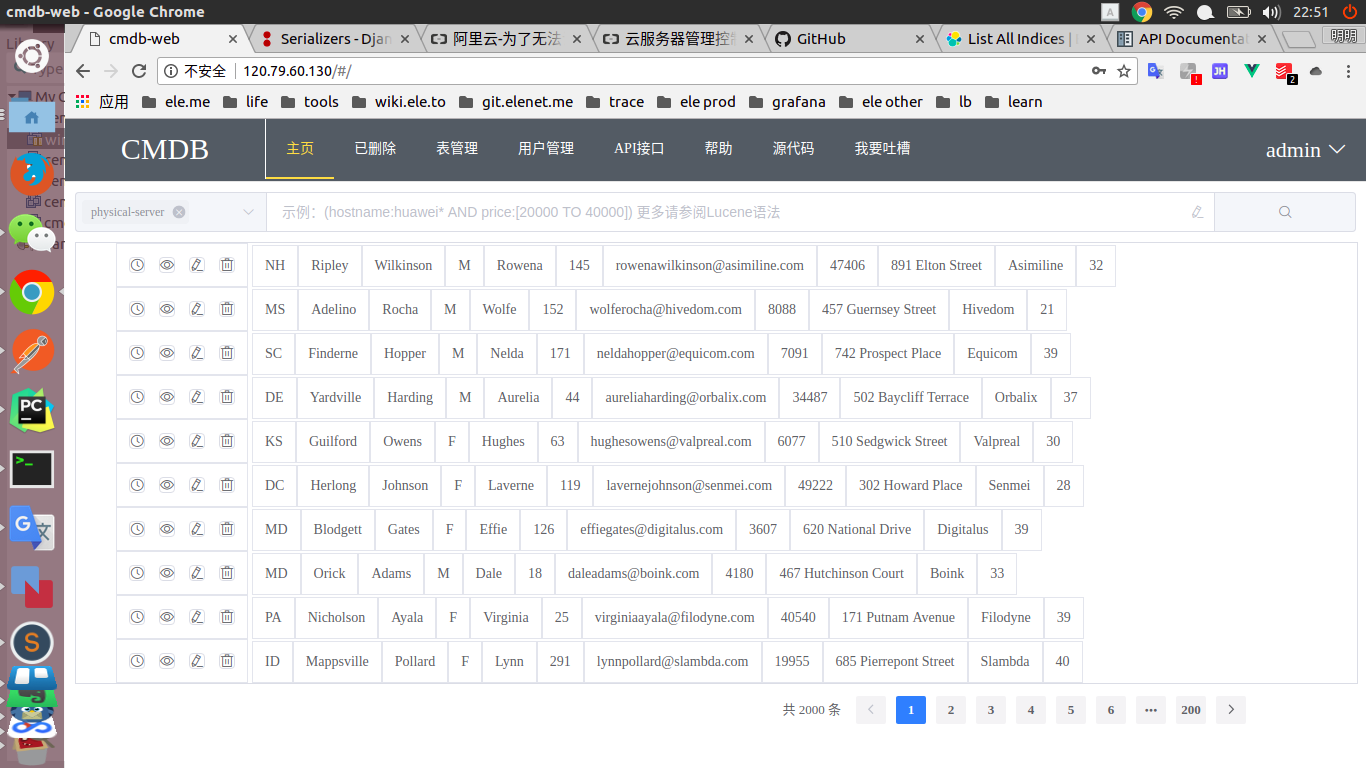 cmdb-web - Google Chrome
A
22:51
cmdb-web
Serializers - Djan
阿里云-为了无法
云服务器管理控制
GitHub
List All Indices |
API Documentat
明明
不安全
120.79.60.130/#/
JH
!
2
应用
ele.me
life
tools
wiki.ele.to
git.elenet.me
trace
ele prod
grafana
ele other
lb
learn
CMDB
主页
已删除
表管理
用户管理
API接口
帮助
源代码
我要吐槽
admin
physical-server
示例：(hostname:huawei* AND price:[20000 TO 40000]) 更多请参阅Lucene语法
NH Ripley Wilkinson M Rowena 145 rowenawilkinson@asimiline.com 47406 891 Elton Street Asimiline 32
MS Adelino Rocha M Wolfe 152 wolferocha@hivedom.com 8088 457 Guernsey Street Hivedom 21
SC Finderne Hopper M Nelda 171 neldahopper@equicom.com 7091 742 Prospect Place Equicom 39
DE Yardville Harding M Aurelia 44 aureliaharding@orbalix.com 34487 502 Baycliff Terrace Orbalix 37
KS Guilford Owens F Hughes 63 hughesowens@valpreal.com 6077 510 Sedgwick Street Valpreal 30
DC Herlong Johnson F Laverne 119 lavernejohnson@senmei.com 49222 302 Howard Place Senmei 28
MD Blodgett Gates F Effie 126 effiegates@digitalus.com 3607 620 National Drive Digitalus 39
MD Orick Adams M Dale 18 daleadams@boink.com 4180 467 Hutchinson Court Boink 33
PA Nicholson Ayala F Virginia 25 virginiaayala@filodyne.com 40540 171 Putnam Avenue Filodyne 39
ID Mappsville Pollard F Lynn 291 lynnpollard@slambda.com 19955 685 Pierrepont Street Slambda 40
共 2000 条
1 2 3 4 5 6 ••• 200
PC
>_
G 文
N
S